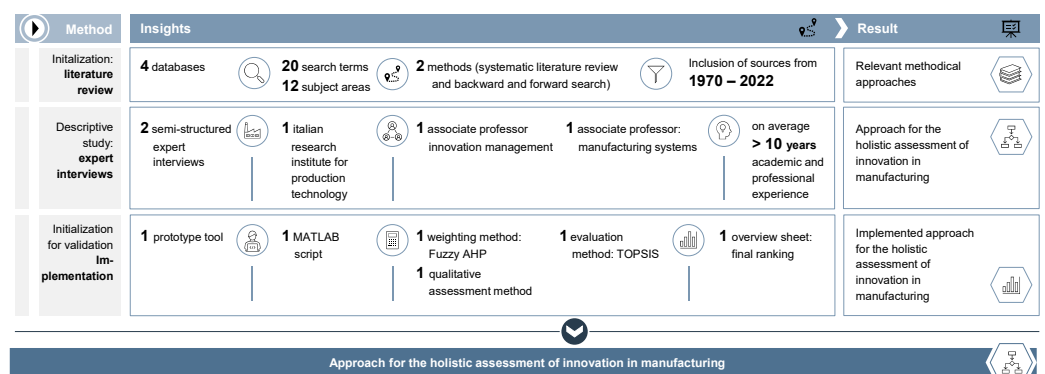 Method
Insights
Result
Initalization:
literature
review
4 databases
20 search terms
12 subject areas
2 methods (systematic literature review
and backward and forward search)
Inclusion of sources from
1970 – 2022
Relevant methodical
approaches
Descriptive
study:
expert
interviews
2 semi-structured
expert
interviews
1 italian
research
institute for
production
technology
1 associate professor
innovation management
1 associate professor:
manufacturing systems
on average
> 10 years
academic and
professional
experience
Approach for the
holistic assessment of
innovation in
manufacturing
Initialization
for validation
Im-
plementation
1 prototype tool
1 MATLAB
script
1 weighting method:
Fuzzy AHP
1 qualitative
assessment method
1 evaluation
method: TOPSIS
1 overview sheet:
final ranking
Implemented approach
for the holistic
assessment of
innovation in
manufacturing
Approach for the holistic assessment of innovation in manufacturing